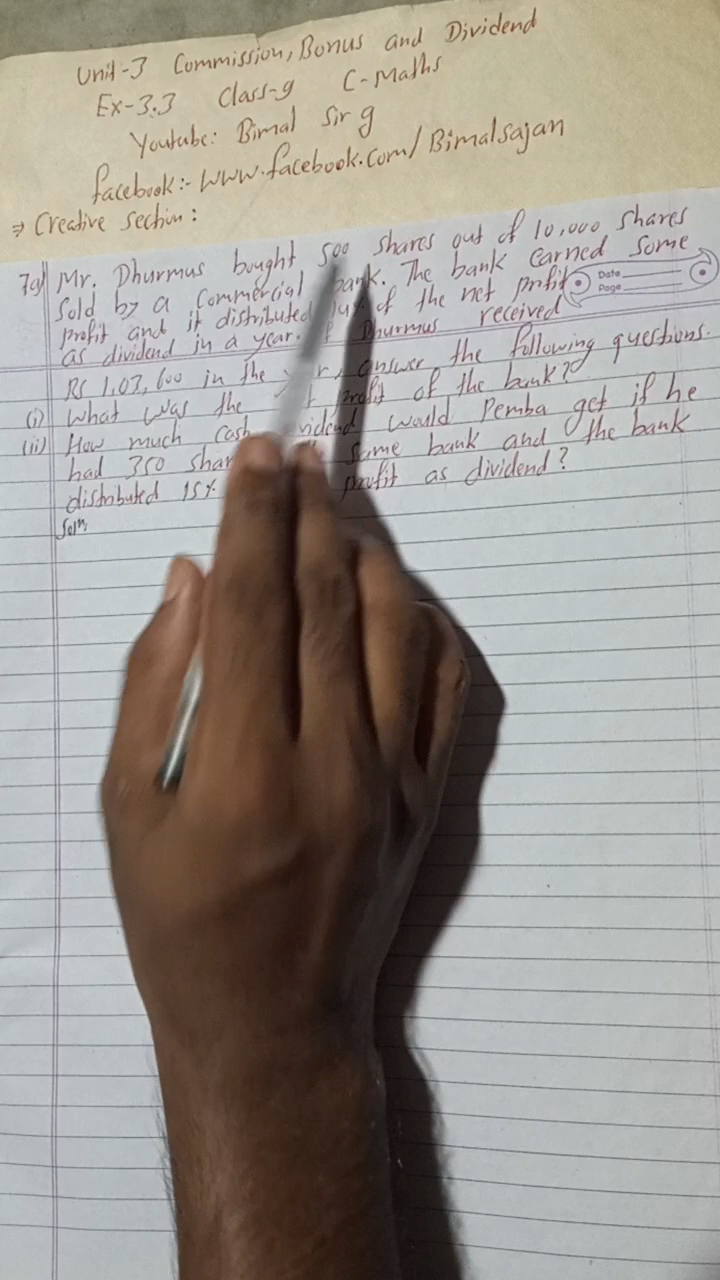 Unit-3 Commission, Bonus and Dividend
Ex-3.3 Class-9 C-Maths
Youtube: Bimal Sir g
facebook:- www.facebook.com/Bimalsajan
⇒ Creative section:
7a) Mr. Dhurmus bought 500 shares out of 10,000 shares
sold by a commercial bank. The bank earned some
profit and it distributed of the net profit
Date
Page
as dividend in a year. Dhurmus received
RS 1,03,600 in the answer the following questions.
(i) What was the profit of the bank?
(ii) How much cash would Pemba get if he
had 350 same bank and the bank
distributed 15% profit as dividend?
Solⁿ